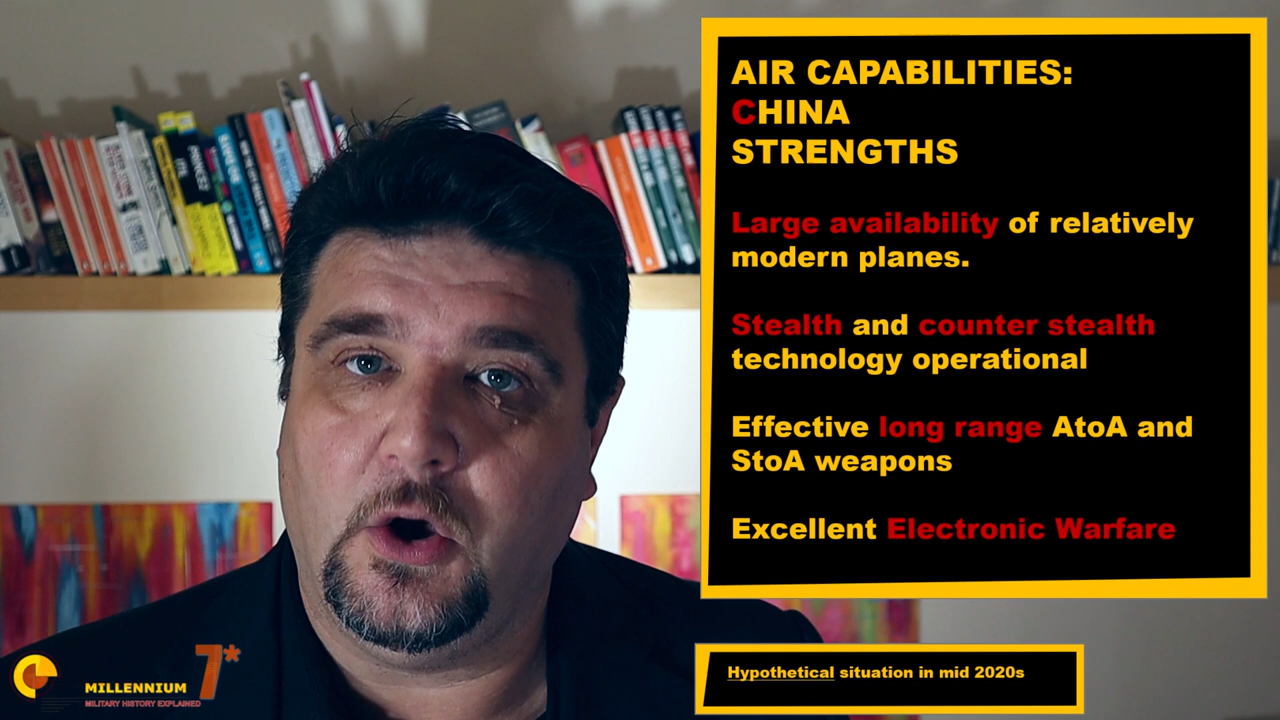 AIR CAPABILITIES:
CHINA
STRENGTHS
Large availability of relatively
modern planes.
Stealth and counter stealth
technology operational
Effective long range AtoA and
StoA weapons
Excellent Electronic Warfare
Hypothetical situation in mid 2020s
7*
MILLENNIUM
MILITARY HISTORY EXPLAINED
PRINCE2